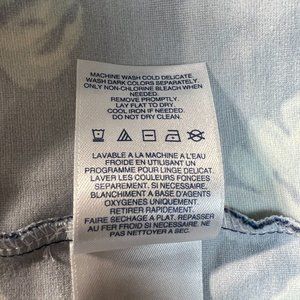 MACHINE WASH COLD DELICATE.
WASH DARK COLORS SEPARATELY.
ONLY NON-CHLORINE BLEACH WHEN
NEEDED.
REMOVE PROMPTLY.
LAY FLAT TO DRY.
COOL IRON IF NEEDED.
DO NOT DRY CLEAN.
LAVABLE A LA MACHINE A L'EAU
FROIDE EN UTILISANT UN
PROGRAMME POUR LINGE DELICAT.
LAVER LES COULEURS FONCEES
SEPAREMENT. SI NECESSAIRE,
BLANCHIMENT A BASE D'AGENTS
OXYGENES UNIQUEMENT.
RETIRER RAPIDEMENT.
FAIRE SECHAGE A PLAT. REPASSER
AU FER FROID SI NECESSAIRE. NE
PAS NETTOYER A SEC.